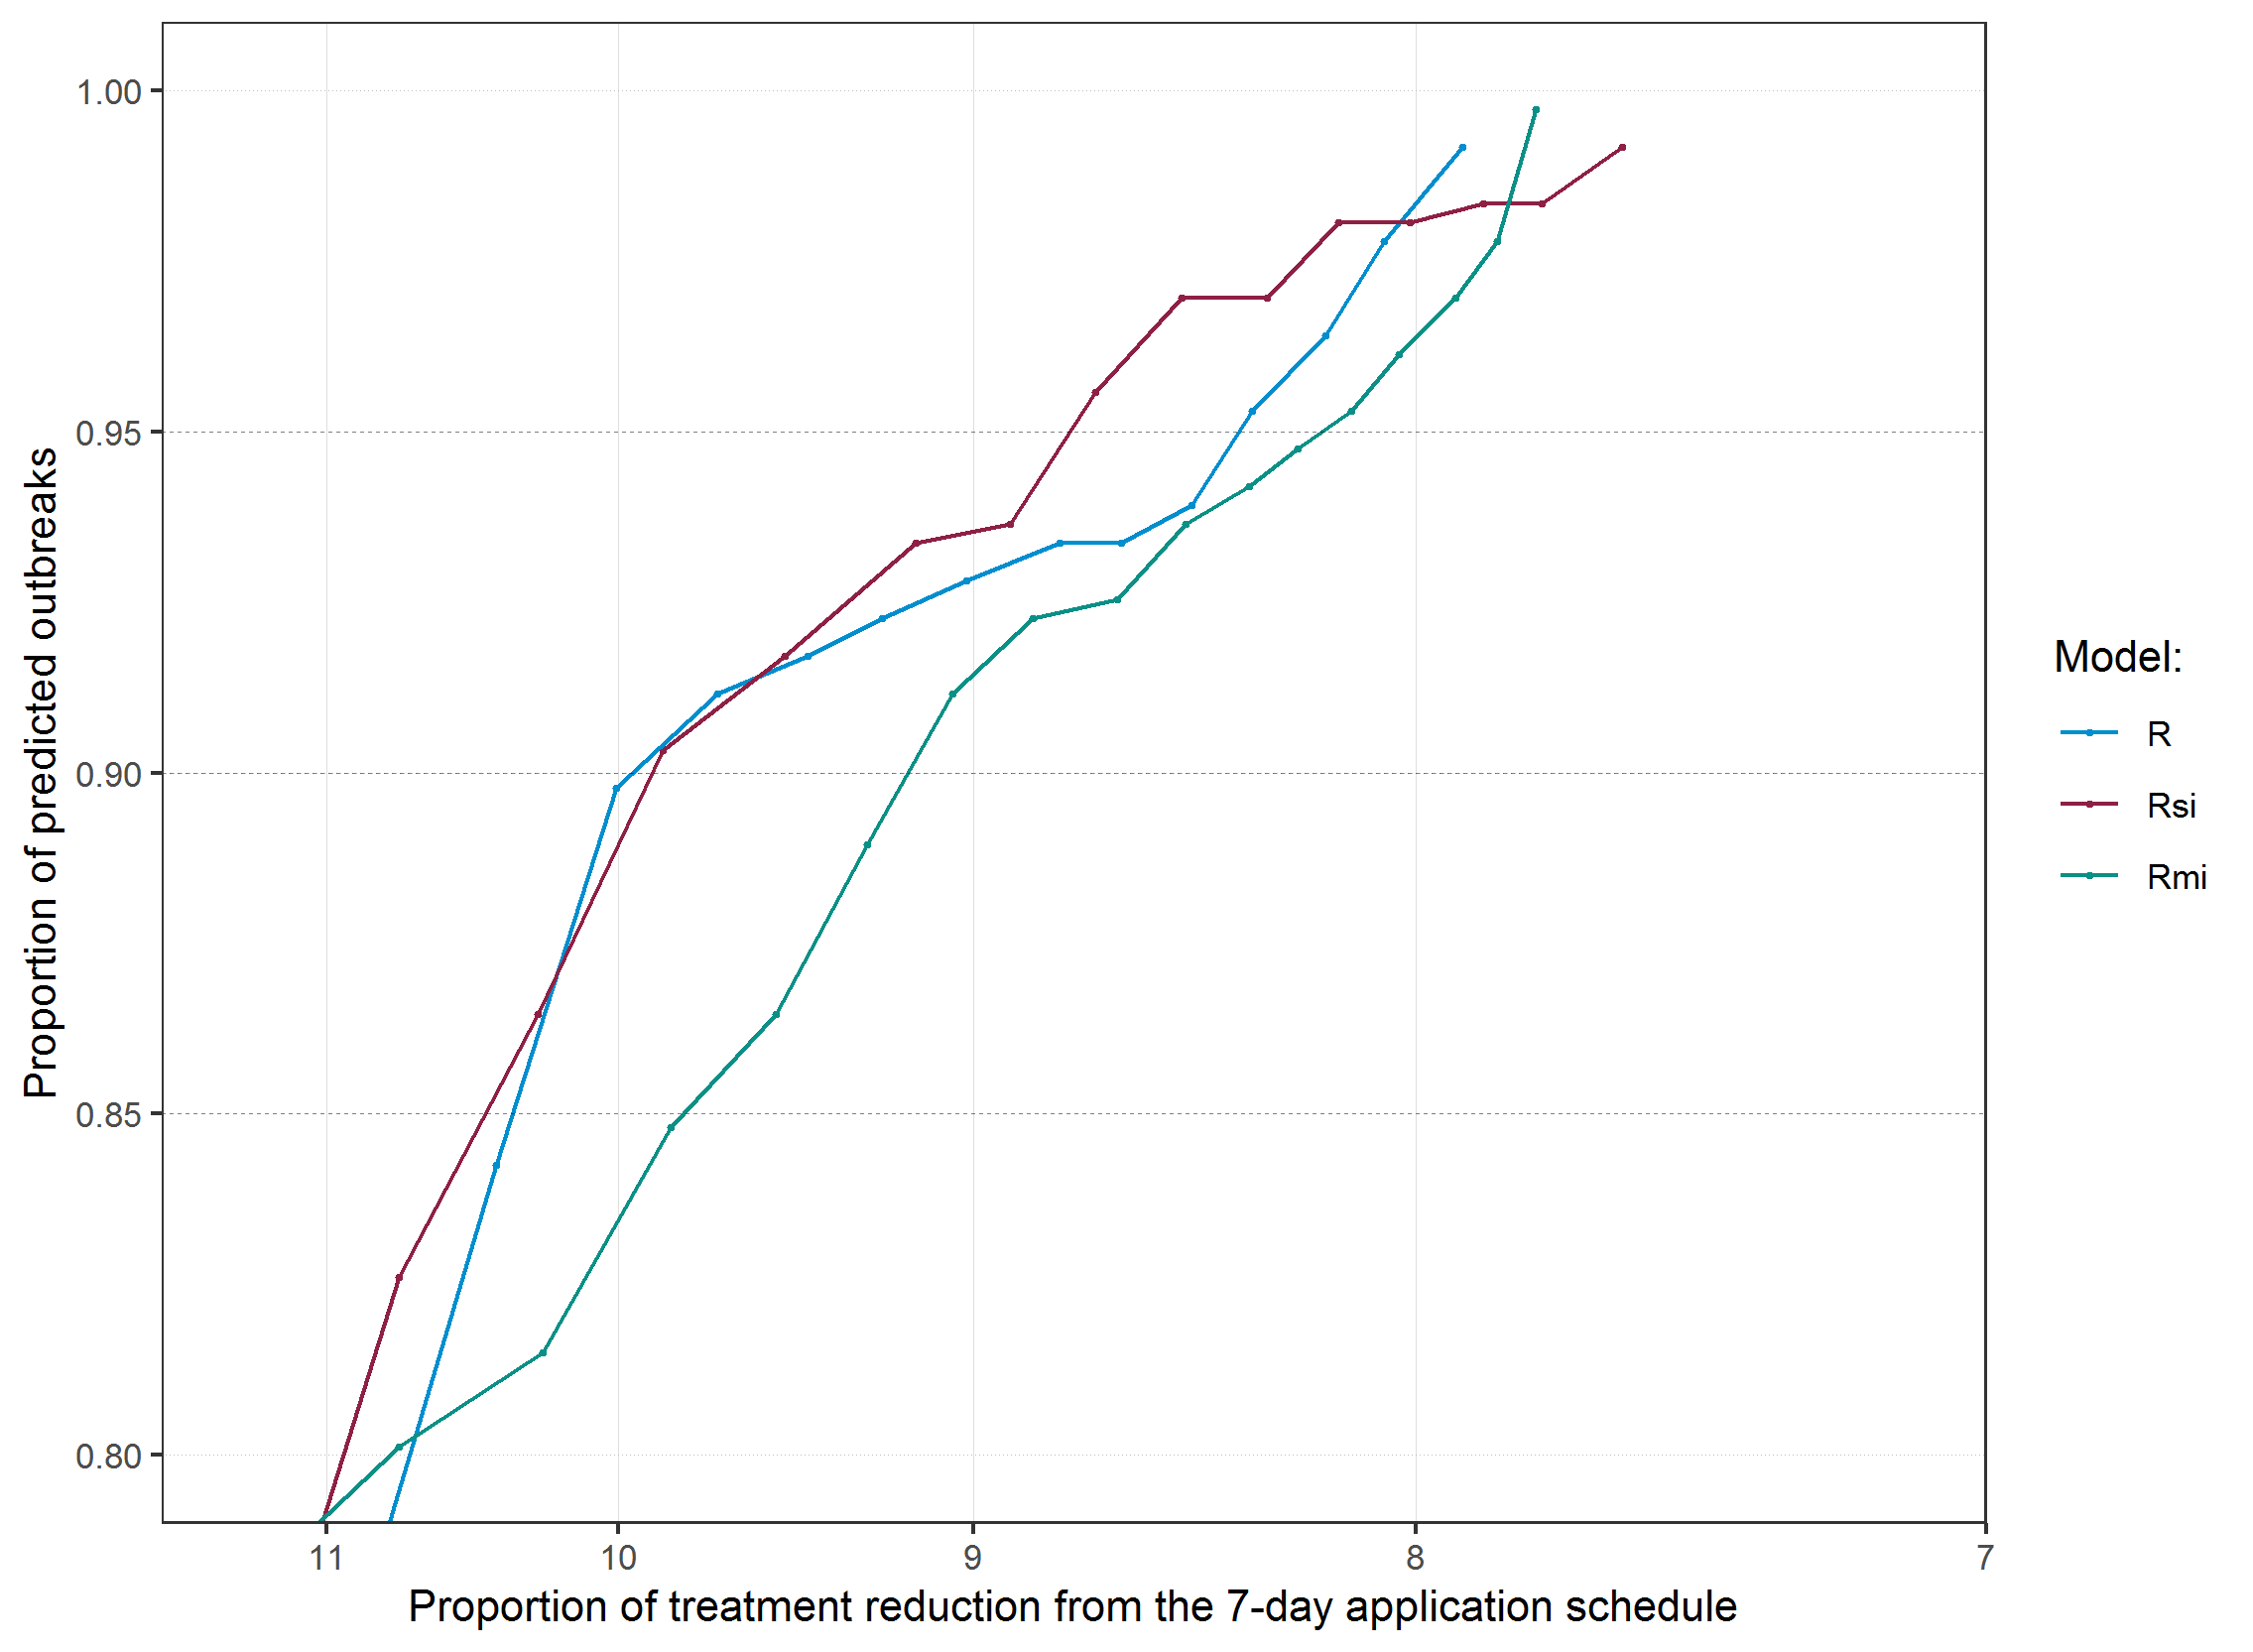 1.00
0.95
0.90
0.85
0.80
Proportion of predicted outbreaks
11 10 9 8 7
Proportion of treatment reduction from the 7-day application schedule
Model:
R
Rsi
Rmi